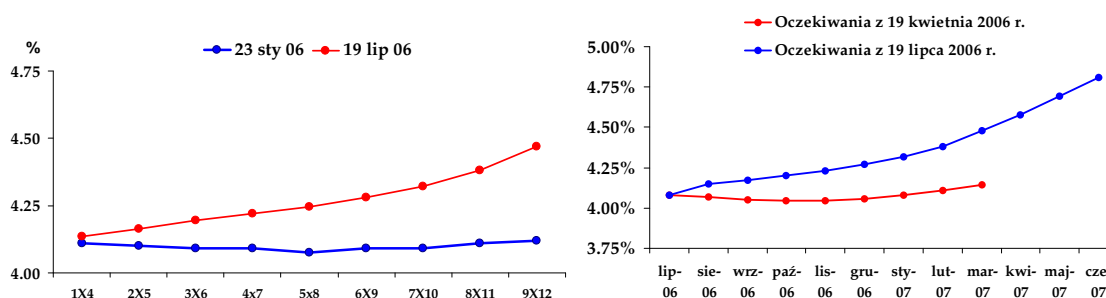 %
23 sty 06
19 lip 06
4.75
4.50
4.25
4.00
1X4 2X5 3X6 4x7 5x8 6X9 7X10 8X11 9X12
Oczekiwania z 19 kwietnia 2006 r.
Oczekiwania z 19 lipca 2006 r.
5.00%
4.75%
4.50%
4.25%
4.00%
3.75%
lip- sie- wrz- paź- lis- gru- sty- lut- mar- kwi- maj- cze
06 06 06 06 06 06 07 07 07 07 07 07